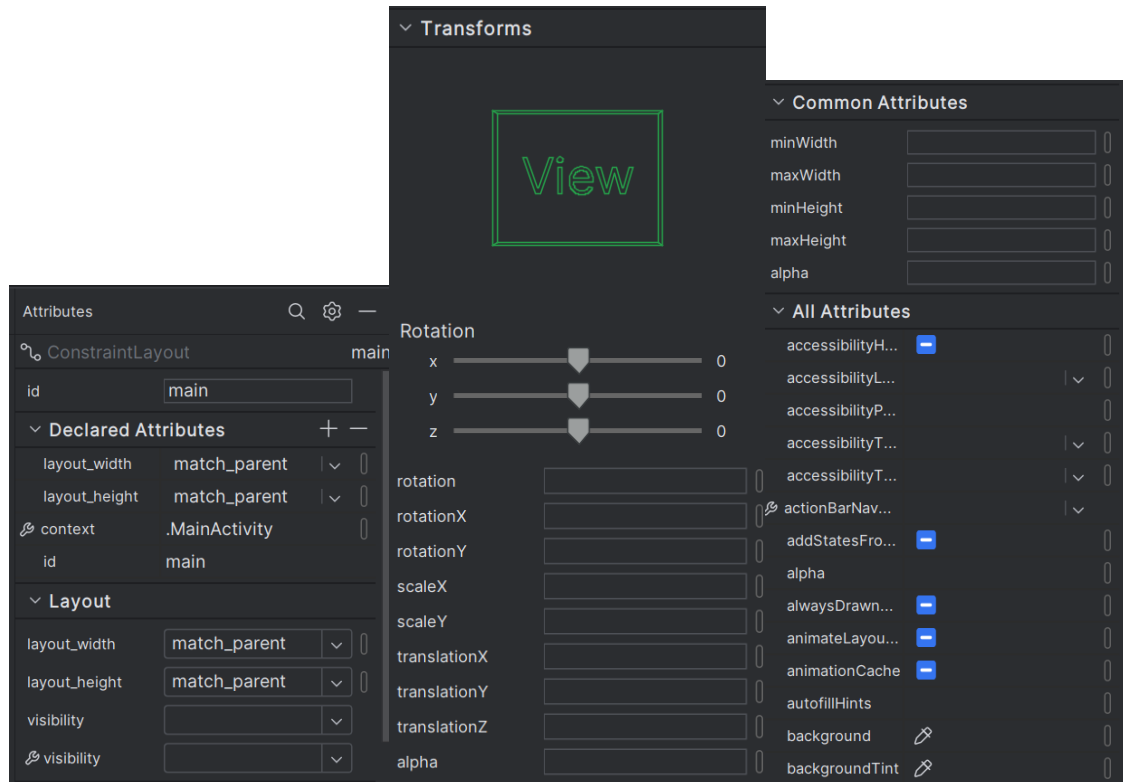 Attributes
ConstraintLayout main
id main
Declared Attributes
layout_width match_parent
layout_height match_parent
context .MainActivity
id main
Layout
layout_width match_parent
layout_height match_parent
visibility
visibility
Transforms
View
Rotation
x 0
y 0
z 0
rotation
rotationX
rotationY
scaleX
scaleY
translationX
translationY
translationZ
alpha
Common Attributes
minWidth
maxWidth
minHeight
maxHeight
alpha
All Attributes
accessibilityH...
accessibilityL...
accessibilityP...
accessibilityT...
accessibilityT...
actionBarNav...
addStatesFro...
alpha
alwaysDrawn...
animateLayou...
animationCache
autofillHints
background
backgroundTint